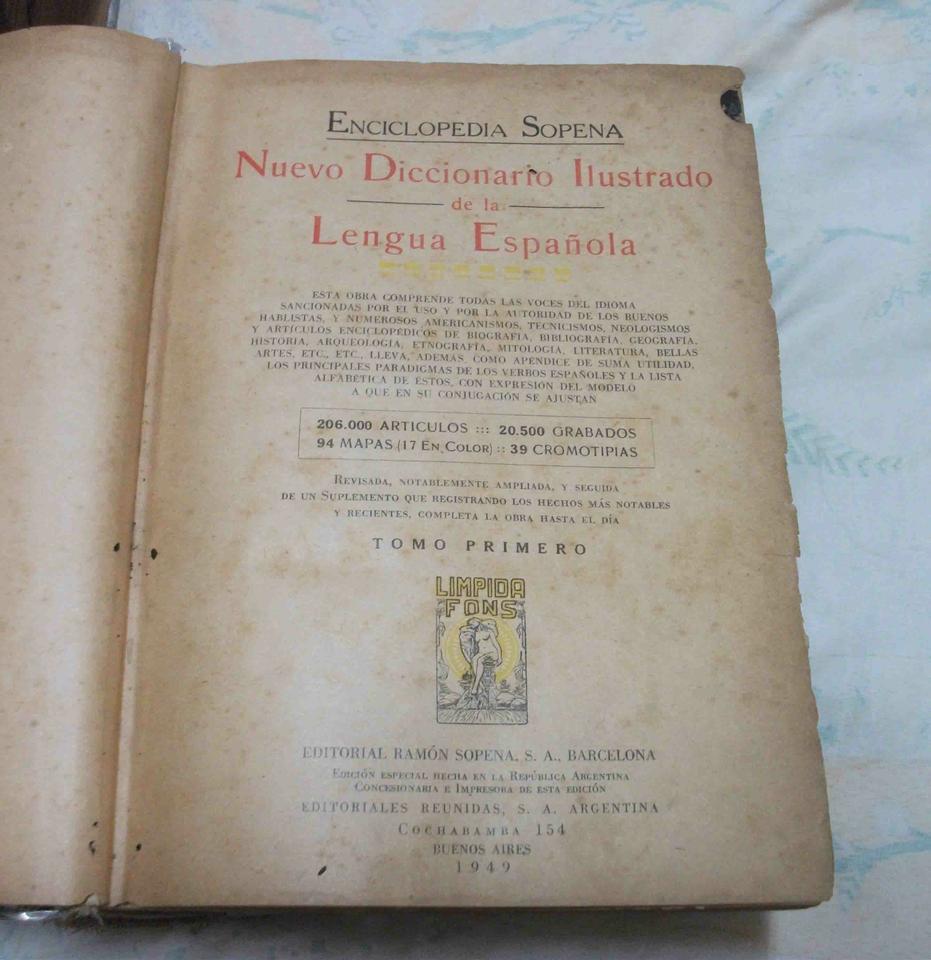 ENCICLOPEDIA SOPENA
Nuevo Diccionario Ilustrado
de la
Lengua Española
ESTA OBRA COMPRENDE TODAS LAS VOCES DEL IDIOMA
SANCIONADAS POR EL USO Y POR LA AUTORIDAD DE LOS BUENOS
HABLISTAS, Y NUMEROSOS AMERICANISMOS, TECNICISMOS, NEOLOGISMOS
Y ARTÍCULOS ENCICLOPÉDICOS DE BIOGRAFÍA, BIBLIOGRAFÍA, GEOGRAFÍA,
HISTORIA, ARQUEOLOGÍA, ETNOGRAFÍA, MITOLOGÍA, LITERATURA, BELLAS
ARTES, ETC., ETC., LLEVA, ADEMÁS, COMO APÉNDICE DE SUMA UTILIDAD,
LOS PRINCIPALES PARADIGMAS DE LOS VERBOS ESPAÑOLES Y LA LISTA
ALFABÉTICA DE ÉSTOS, CON EXPRESIÓN DEL MODELO
A QUE EN SU CONJUGACIÓN SE AJUSTAN
206.000 ARTICULOS ::: 20.500 GRABADOS
94 MAPAS (17 EN COLOR) :: 39 CROMOTIPIAS
REVISADA, NOTABLEMENTE AMPLIADA, Y SEGUIDA
DE UN SUPLEMENTO QUE REGISTRANDO LOS HECHOS MÁS NOTABLES
Y RECIENTES, COMPLETA LA OBRA HASTA EL DÍA
TOMO PRIMERO
LIMPIDA
FONS
EDITORIAL RAMÓN SOPENA, S. A., BARCELONA
EDICIÓN ESPECIAL HECHA EN LA REPÚBLICA ARGENTINA
CONCESIONARIA E IMPRESORA DE ESTA EDICIÓN
EDITORIALES REUNIDAS, S. A. ARGENTINA
COCHABAMBA 154
BUENOS AIRES
1949